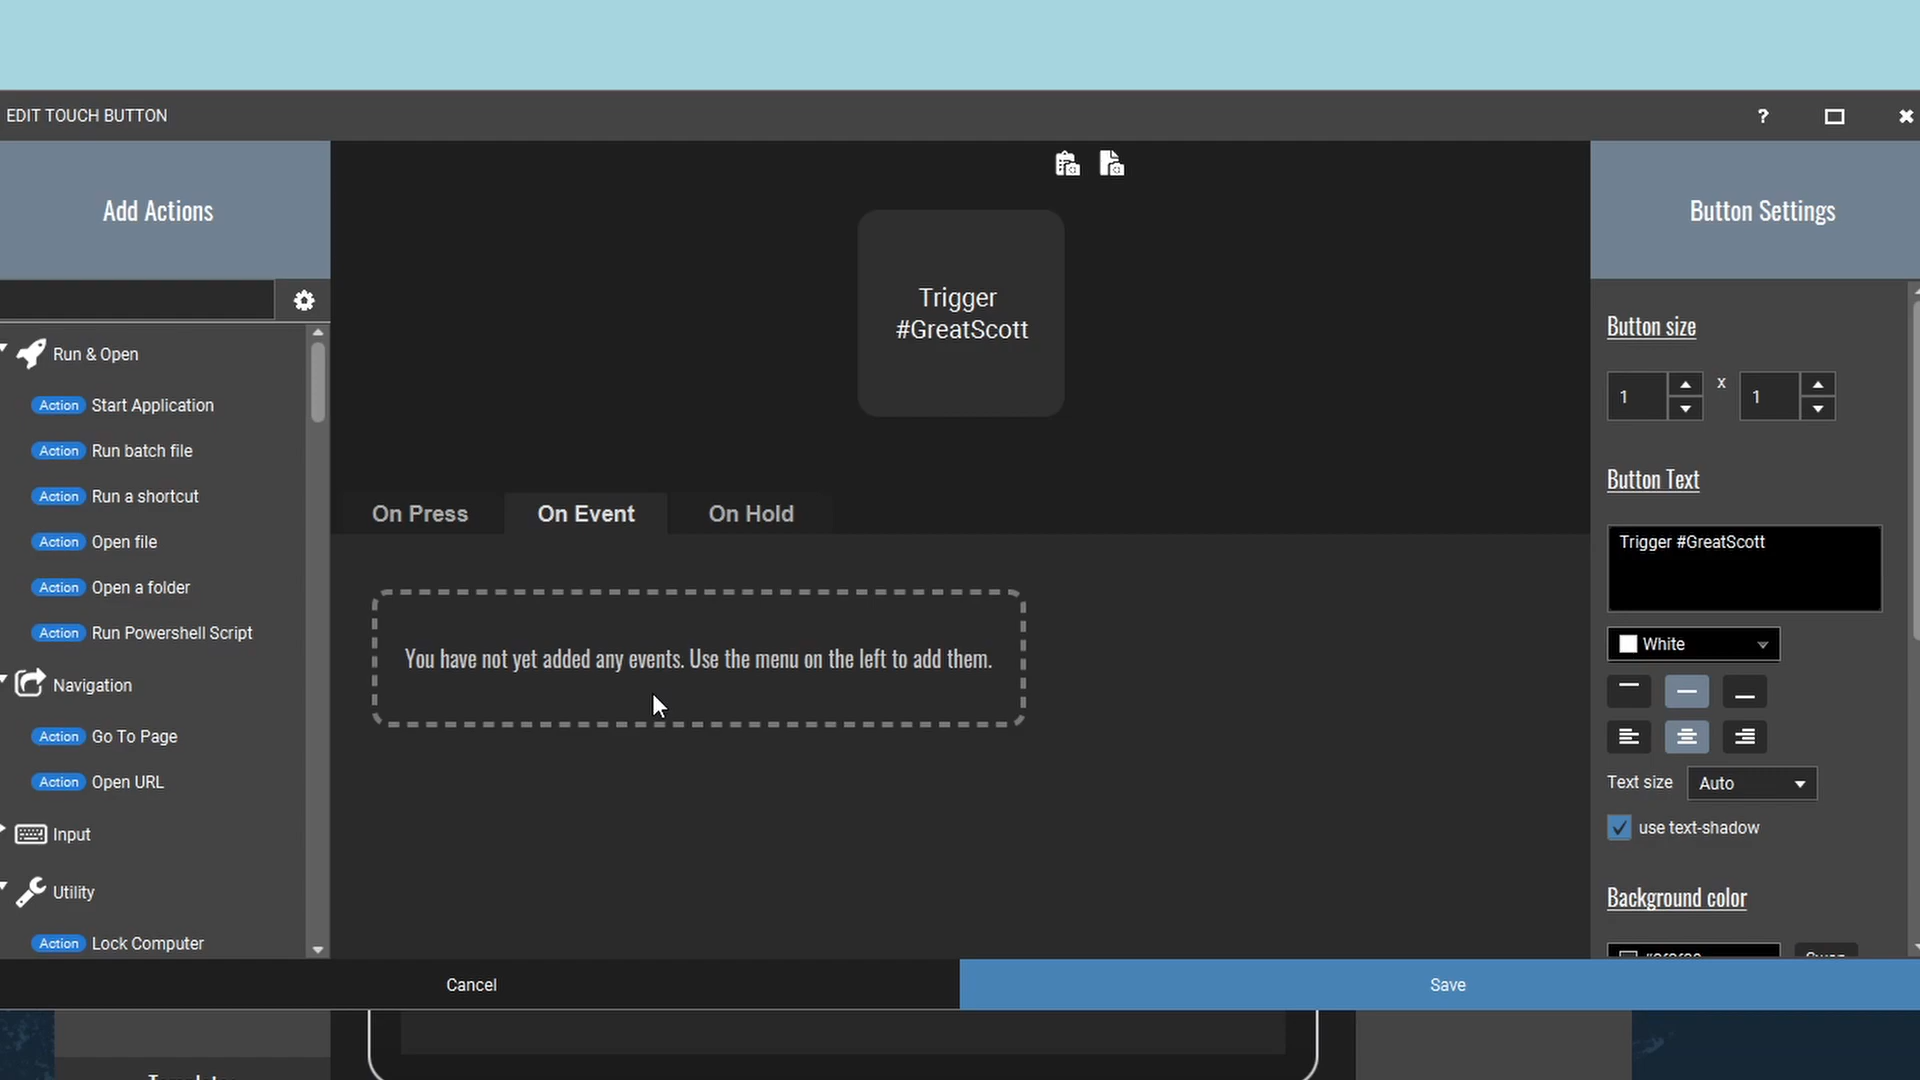 EDIT TOUCH BUTTON
?
Add Actions
Run & Open
Action Start Application
Action Run batch file
Action Run a shortcut
Action Open file
Action Open a folder
Action Run Powershell Script
Navigation
Action Go To Page
Action Open URL
Input
Utility
Action Lock Computer
Trigger
#GreatScott
On Press On Event On Hold
You have not yet added any events. Use the menu on the left to add them.
Button Settings
Button size
1 x 1
Button Text
Trigger #GreatScott
White
Text size Auto
use text-shadow
Background color
Cancel
Save